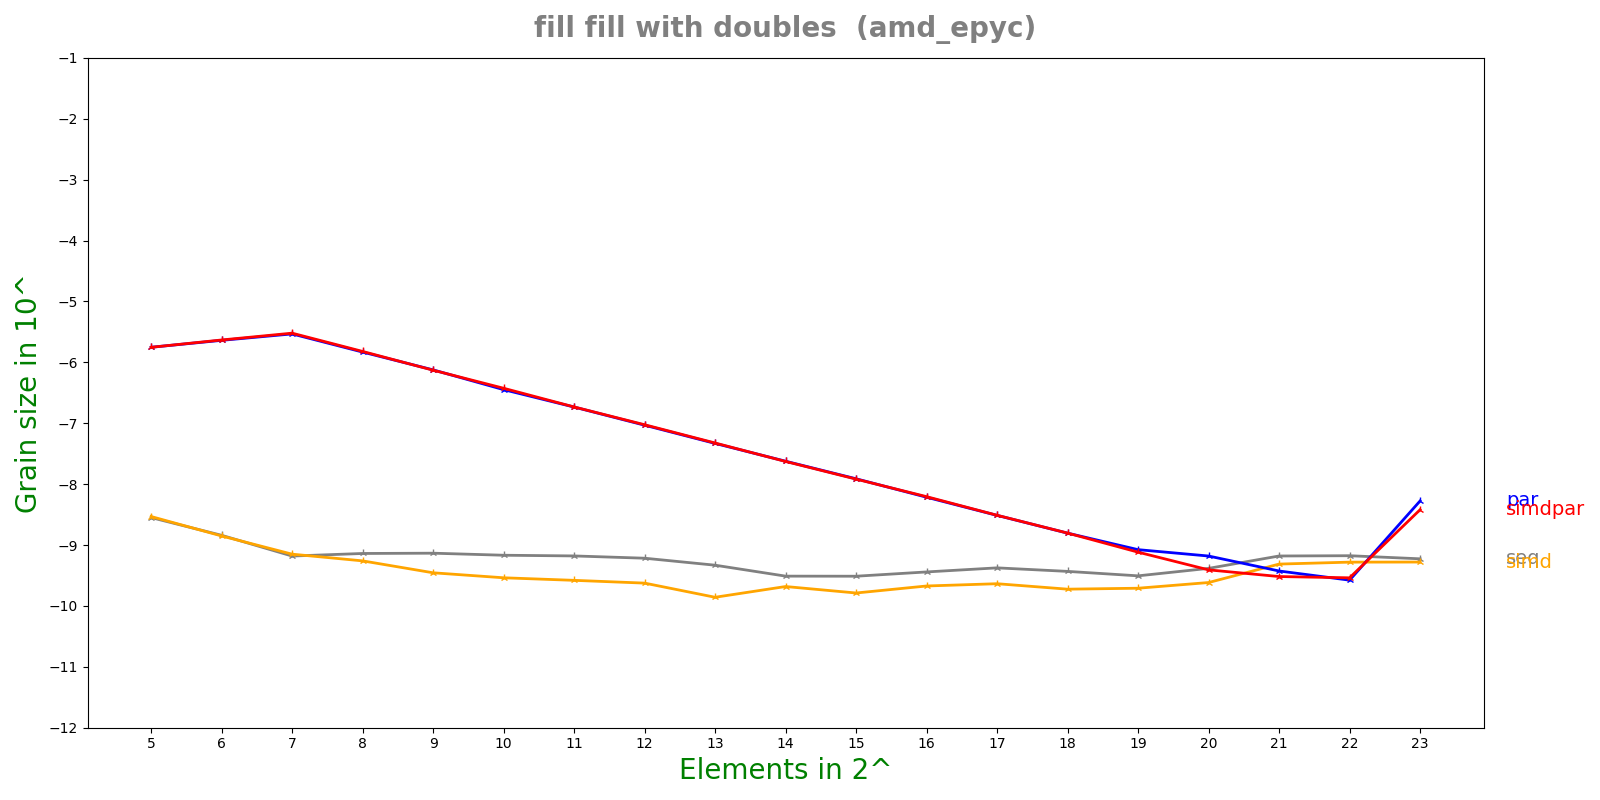 fill fill with doubles  (amd_epyc)
−1
−2
−3
−4
−5
−6
−7
−8
−9
−10
−11
−12
Grain size in 10^
5 6 7 8 9 10 11 12 13 14 15 16 17 18 19 20 21 22 23
Elements in 2^
par
simdpar
seq
simd